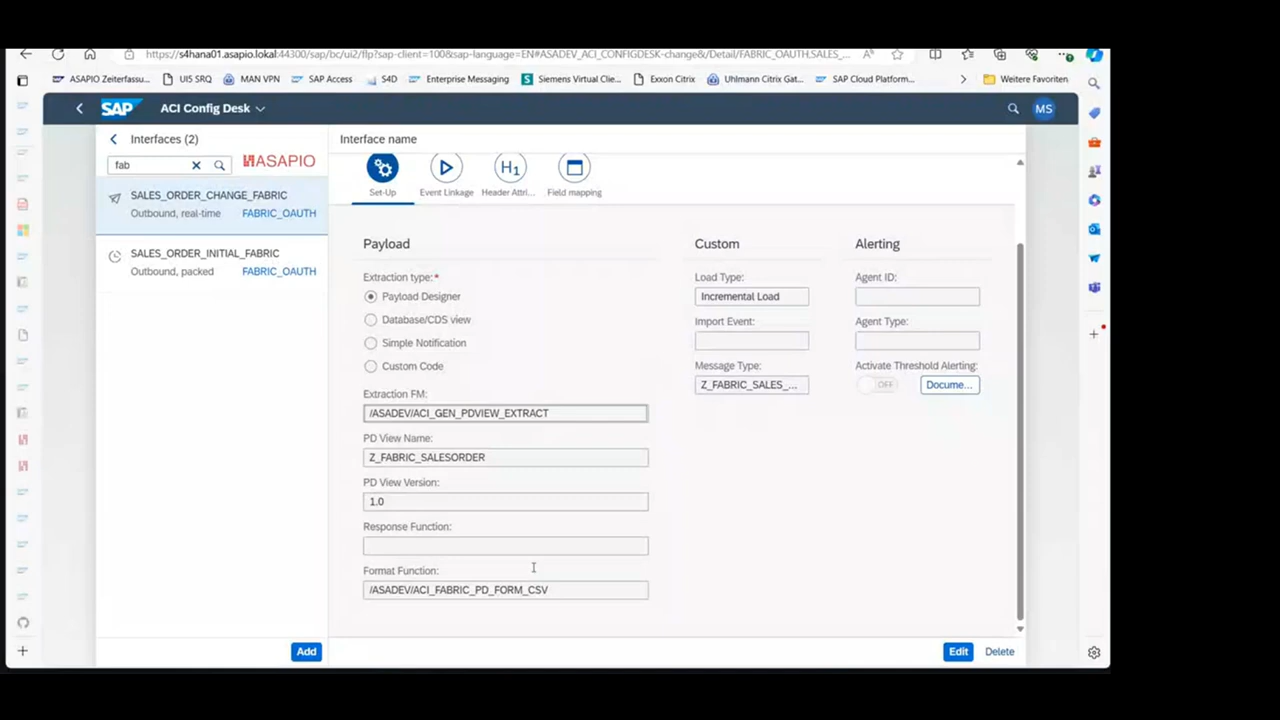 https://s4hana01.asapio.lokal:44300/sap/bc/ui2/flp?sap-client=100&sap-language=EN#ASADEV_ACI_CONFIGDESK-change&/Detail/FABRIC_OAUTH,SALES_...
ASAPIO Zeiterfassu... UI5 SRQ MAN VPN SAP Access S4D Enterprise Messaging Siemens Virtual Clie... Exxon Citrix Uhlmann Citrix Gat... SAP Cloud Platform... Weitere Favoriten
SAP ACI Config Desk MS
Interfaces (2)
Interface name
fab
ASAPIO
SALES_ORDER_CHANGE_FABRIC
Outbound, real-time FABRIC_OAUTH
SALES_ORDER_INITIAL_FABRIC
Outbound, packed FABRIC_OAUTH
H1
Set-Up Event Linkage Header Attri... Field mapping
Payload
Extraction type:*
Payload Designer
Database/CDS view
Simple Notification
Custom Code
Extraction FM:
/ASADEV/ACI_GEN_PDVIEW_EXTRACT
PD View Name:
Z_FABRIC_SALESORDER
PD View Version:
1.0
Response Function:
Format Function:
/ASADEV/ACI_FABRIC_PD_FORM_CSV
Custom
Load Type:
Incremental Load
Import Event:
Message Type:
Z_FABRIC_SALES_...
Alerting
Agent ID:
Agent Type:
Activate Threshold Alerting:
OFF Docume...
Add
Edit Delete